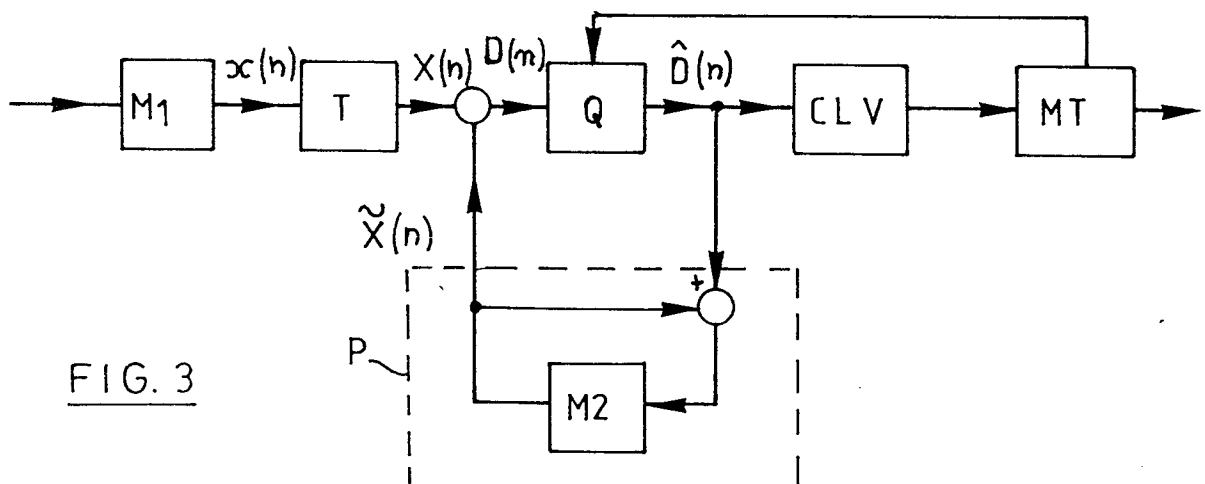 x(n) X(n) D(n) D̂(n)
M1 T Q CLV MT
X̃(n)
+
P
M2
FIG. 3